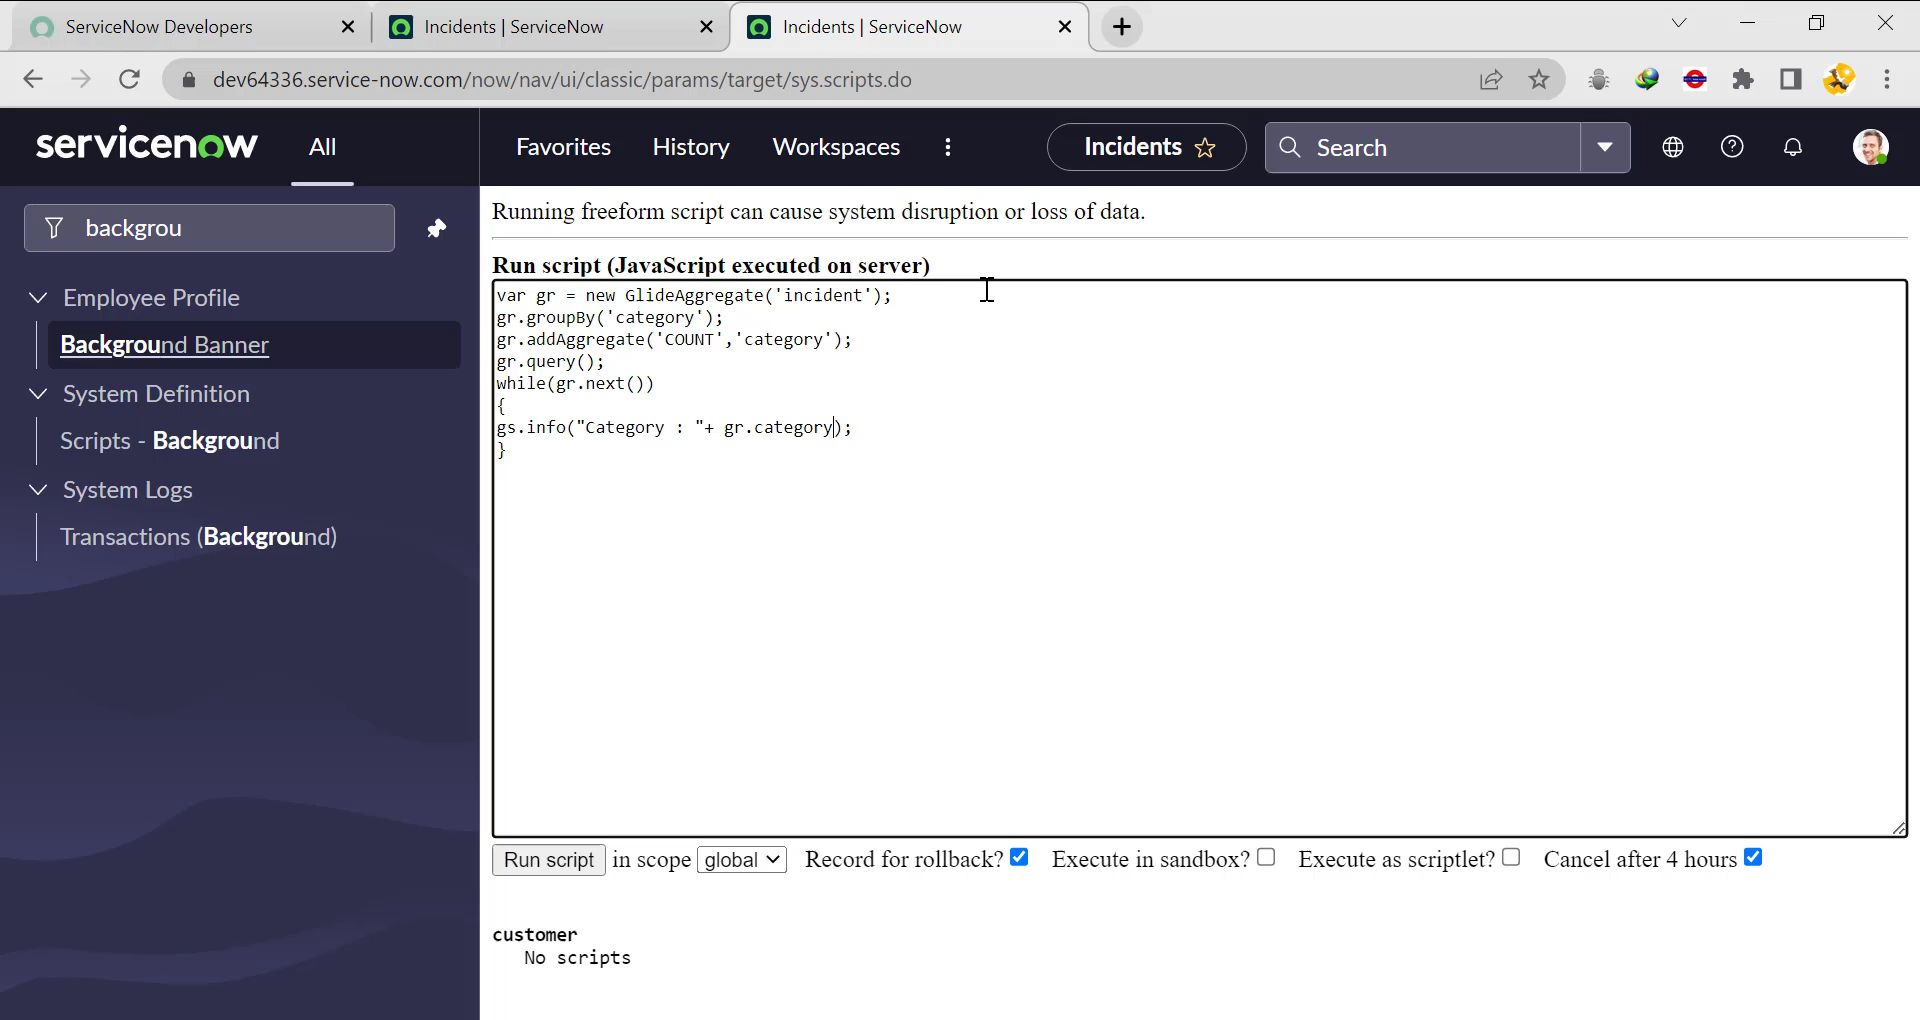 ServiceNow Developers
Incidents | ServiceNow
Incidents | ServiceNow
dev64336.service-now.com/now/nav/ui/classic/params/target/sys.scripts.do
servicenow
All
Favorites
History
Workspaces
Incidents
Search
backgrou
Employee Profile
Background Banner
System Definition
Scripts - Background
System Logs
Transactions (Background)
Running freeform script can cause system disruption or loss of data.
Run script (JavaScript executed on server)
var gr = new GlideAggregate('incident');
gr.groupBy('category');
gr.addAggregate('COUNT','category');
gr.query();
while(gr.next())
{
gs.info("Category : "+ gr.category);
}
Run script in scope global Record for rollback? Execute in sandbox? Execute as scriptlet? Cancel after 4 hours
customer
No scripts